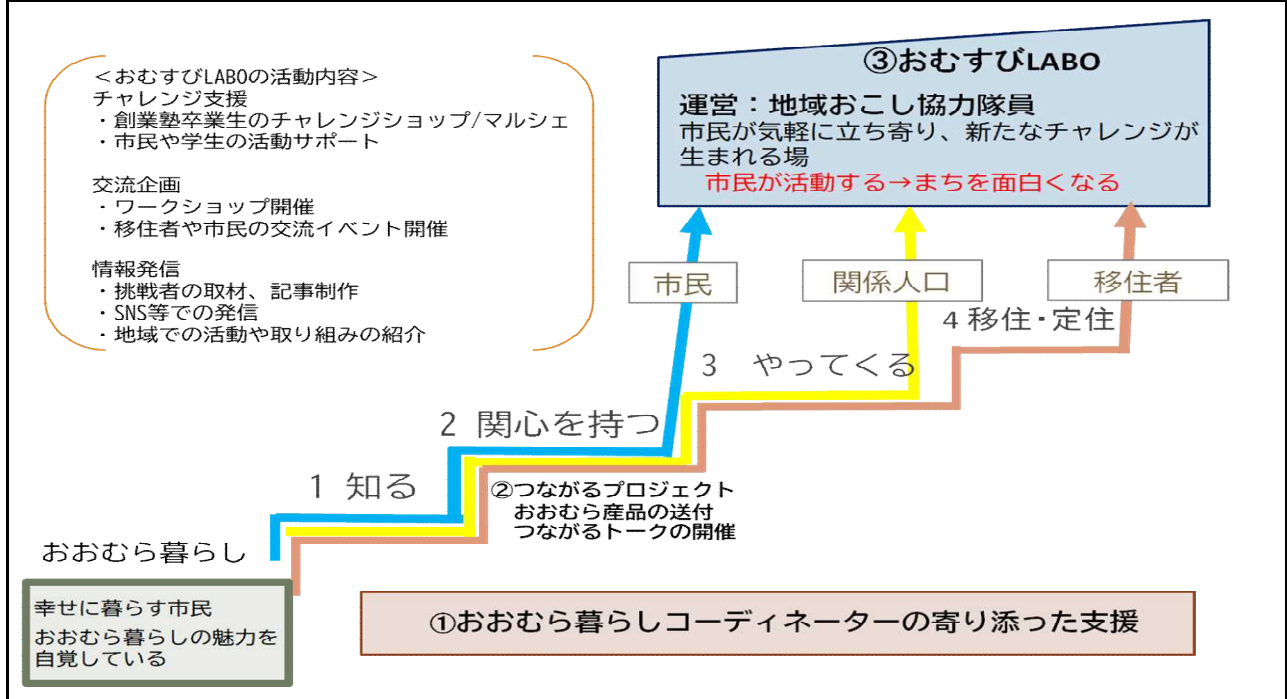 ＜おむすびLABOの活動内容＞
チャレンジ支援
・創業塾卒業生のチャレンジショップ/マルシェ
・市民や学生の活動サポート
交流企画
・ワークショップ開催
・移住者や市民の交流イベント開催
情報発信
・挑戦者の取材、記事制作
・SNS等での発信
・地域での活動や取り組みの紹介
③おむすびLABO
運営：地域おこし協力隊員
市民が気軽に立ち寄り、新たなチャレンジが
生まれる場
市民が活動する→まちを面白くなる
市民
関係人口
移住者
4 移住・定住
3 やってくる
2 関心を持つ
1 知る
②つながるプロジェクト
おおむら産品の送付
つながるトークの開催
おおむら暮らし
幸せに暮らす市民
おおむら暮らしの魅力を
自覚している
①おおむら暮らしコーディネーターの寄り添った支援